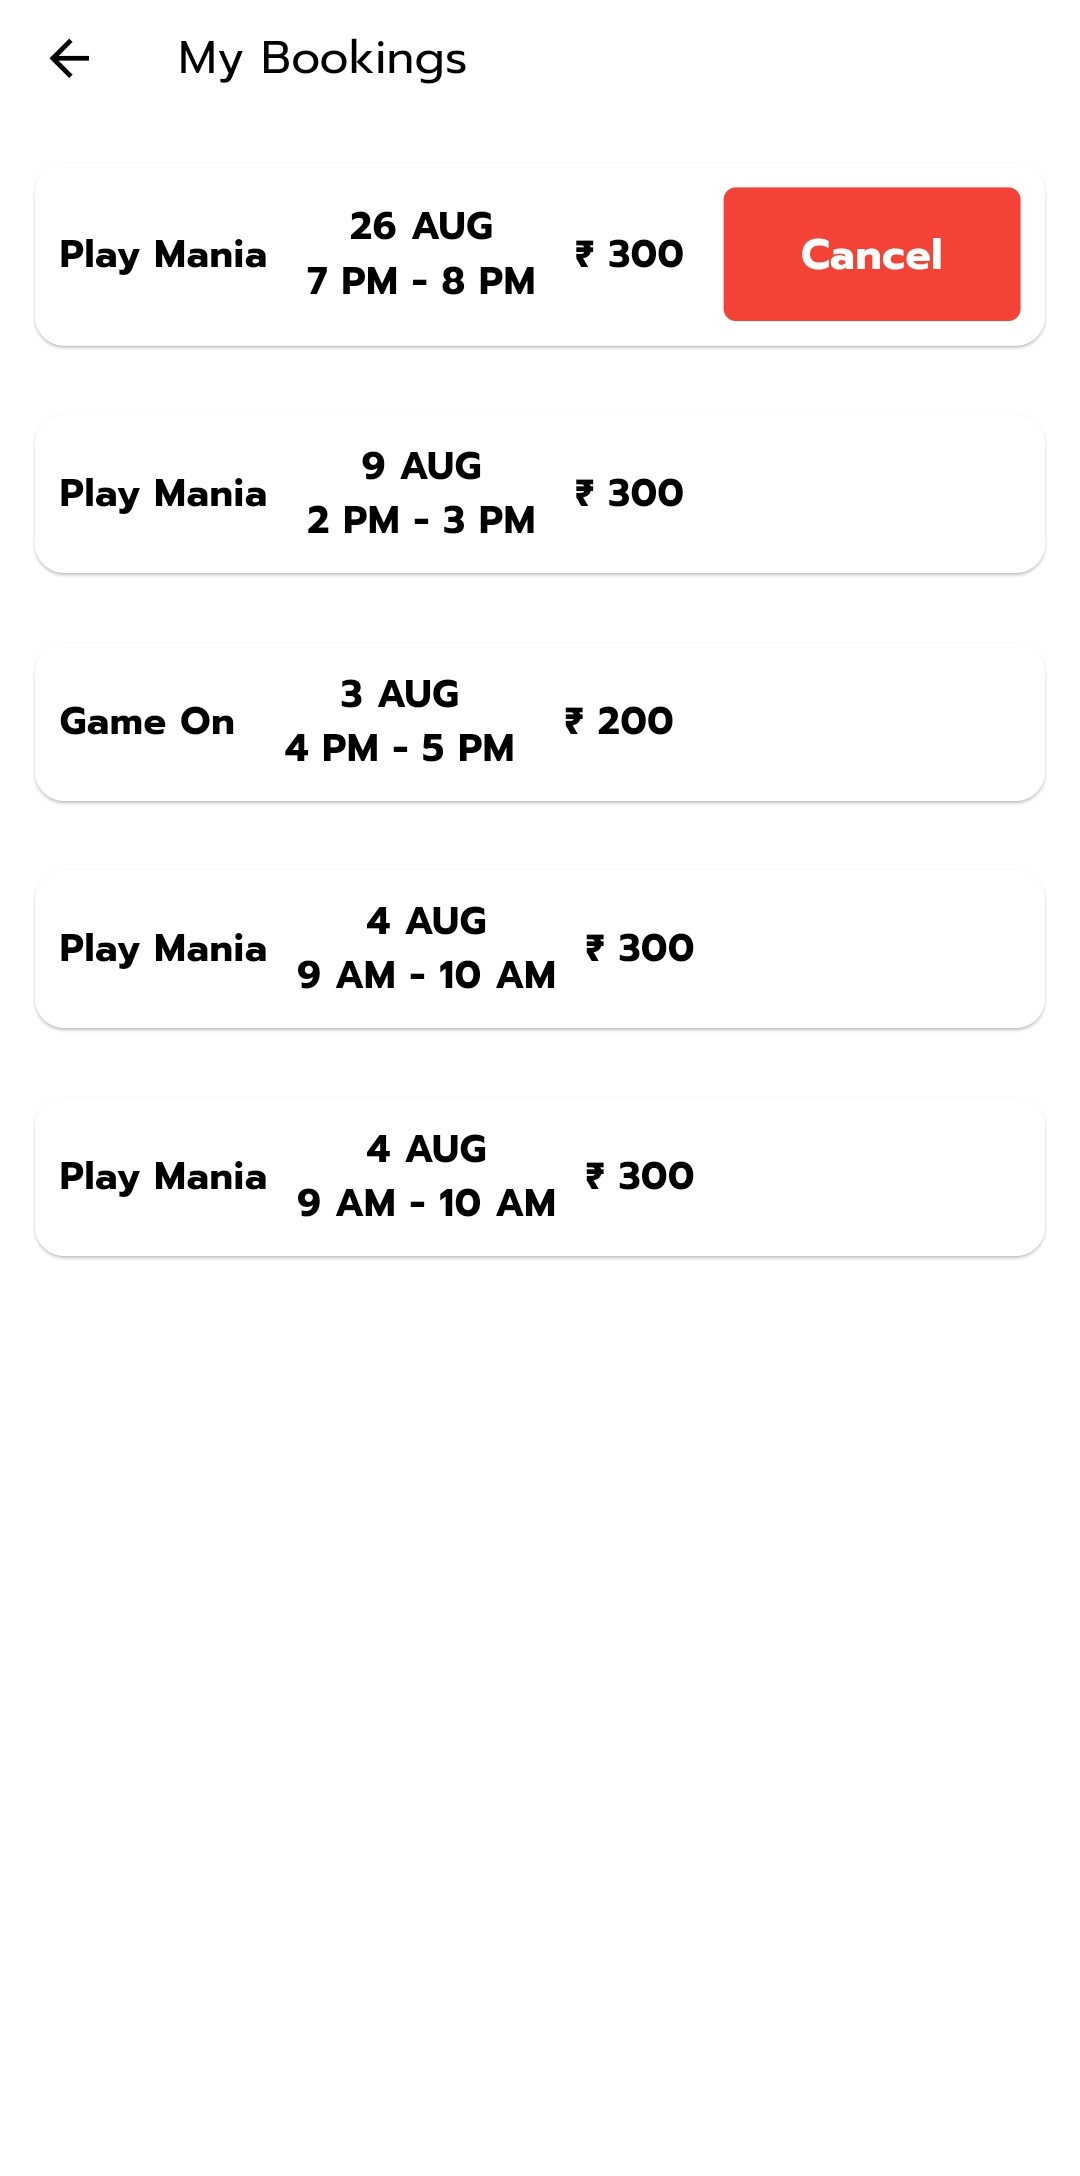 My Bookings
Play Mania
26 AUG
7 PM - 8 PM
₹ 300
Cancel
Play Mania
9 AUG
2 PM - 3 PM
₹ 300
Game On
3 AUG
4 PM - 5 PM
₹ 200
Play Mania
4 AUG
9 AM - 10 AM
₹ 300
Play Mania
4 AUG
9 AM - 10 AM
₹ 300